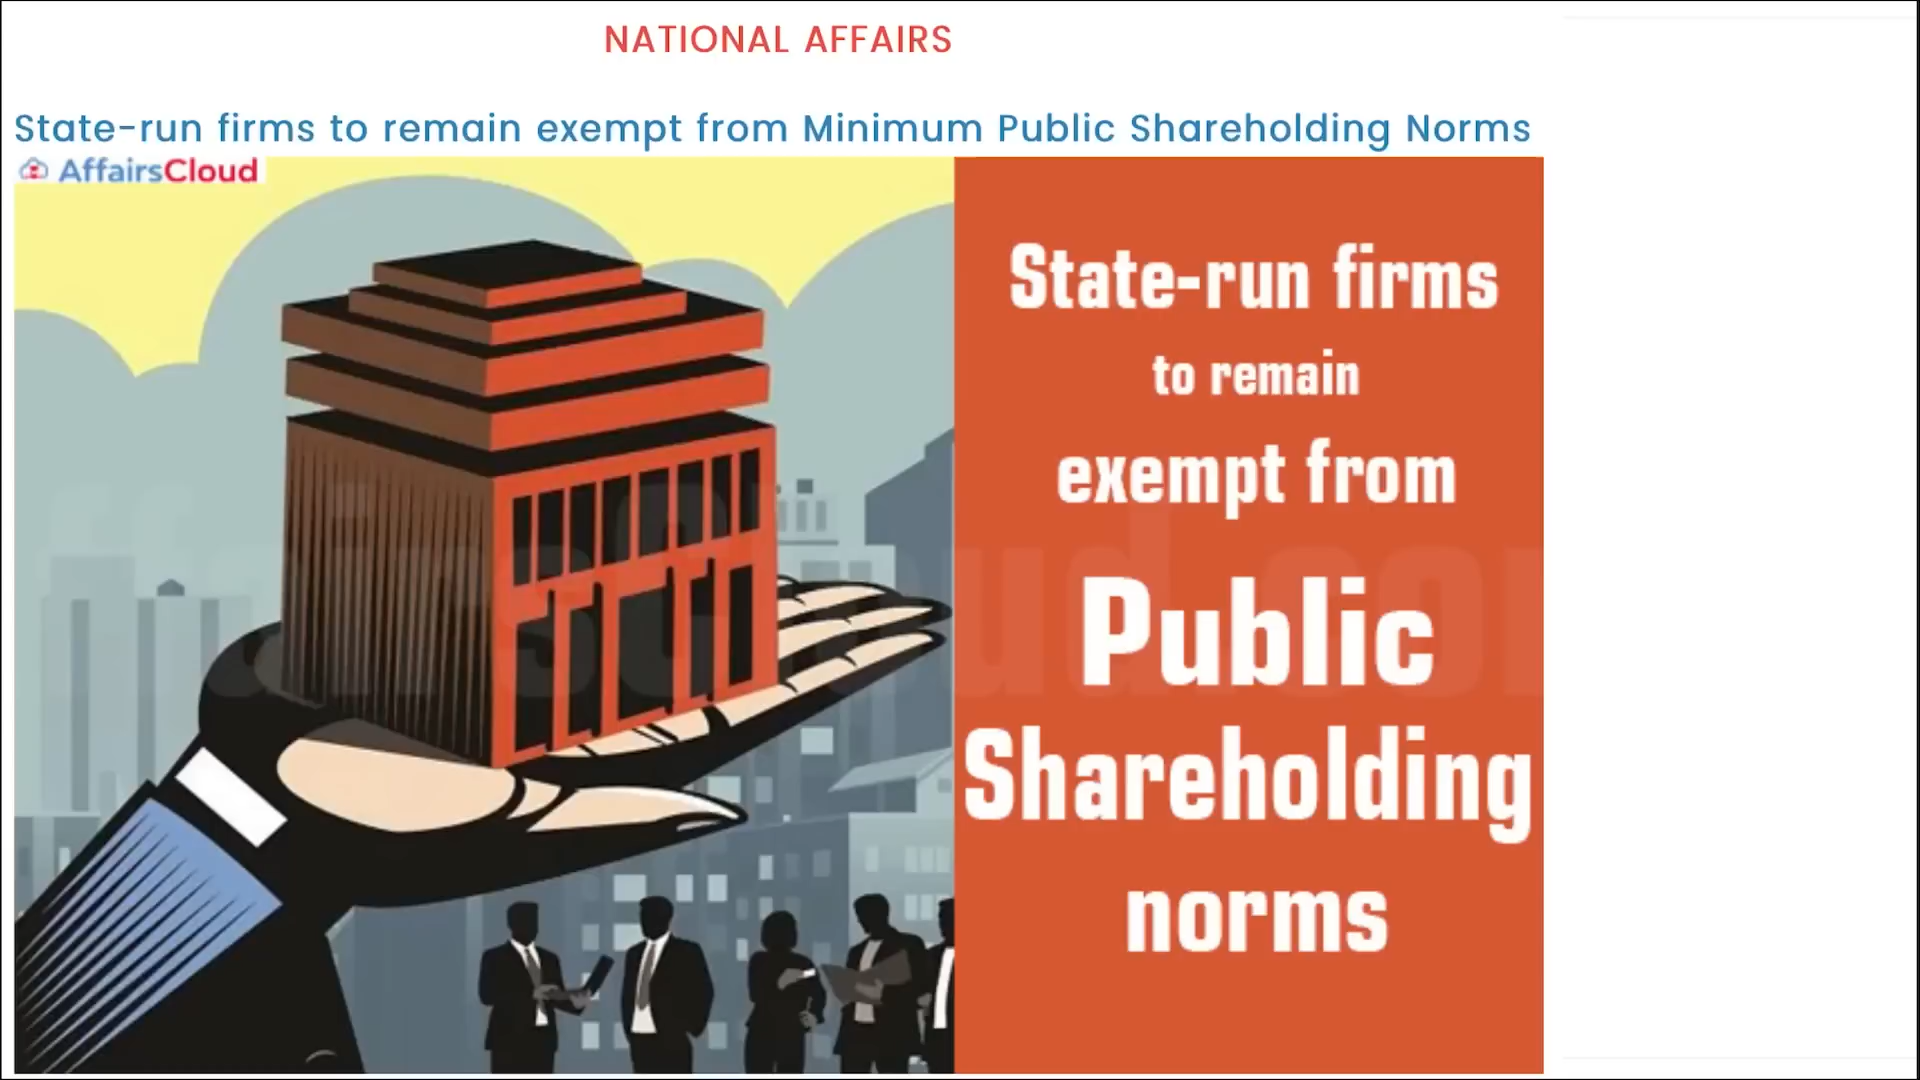 NATIONAL AFFAIRS
State-run firms to remain exempt from Minimum Public Shareholding Norms
AffairsCloud
State-run firms
to remain
exempt from
Public
Shareholding
norms